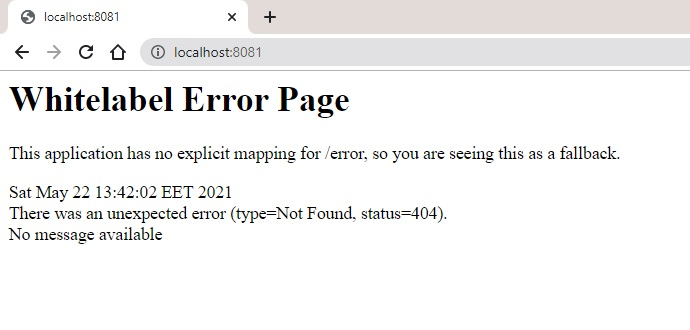 localhost:8081
localhost:8081
Whitelabel Error Page
This application has no explicit mapping for /error, so you are seeing this as a fallback.
Sat May 22 13:42:02 EET 2021
There was an unexpected error (type=Not Found, status=404).
No message available